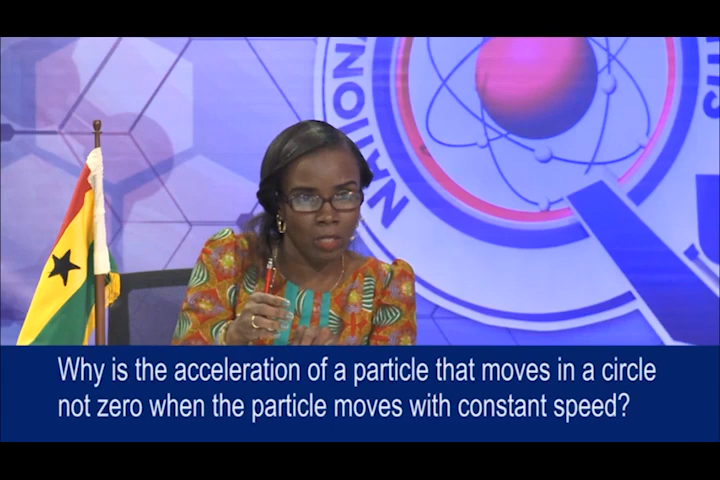 NATIONAL
Why is the acceleration of a particle that moves in a circle
not zero when the particle moves with constant speed?